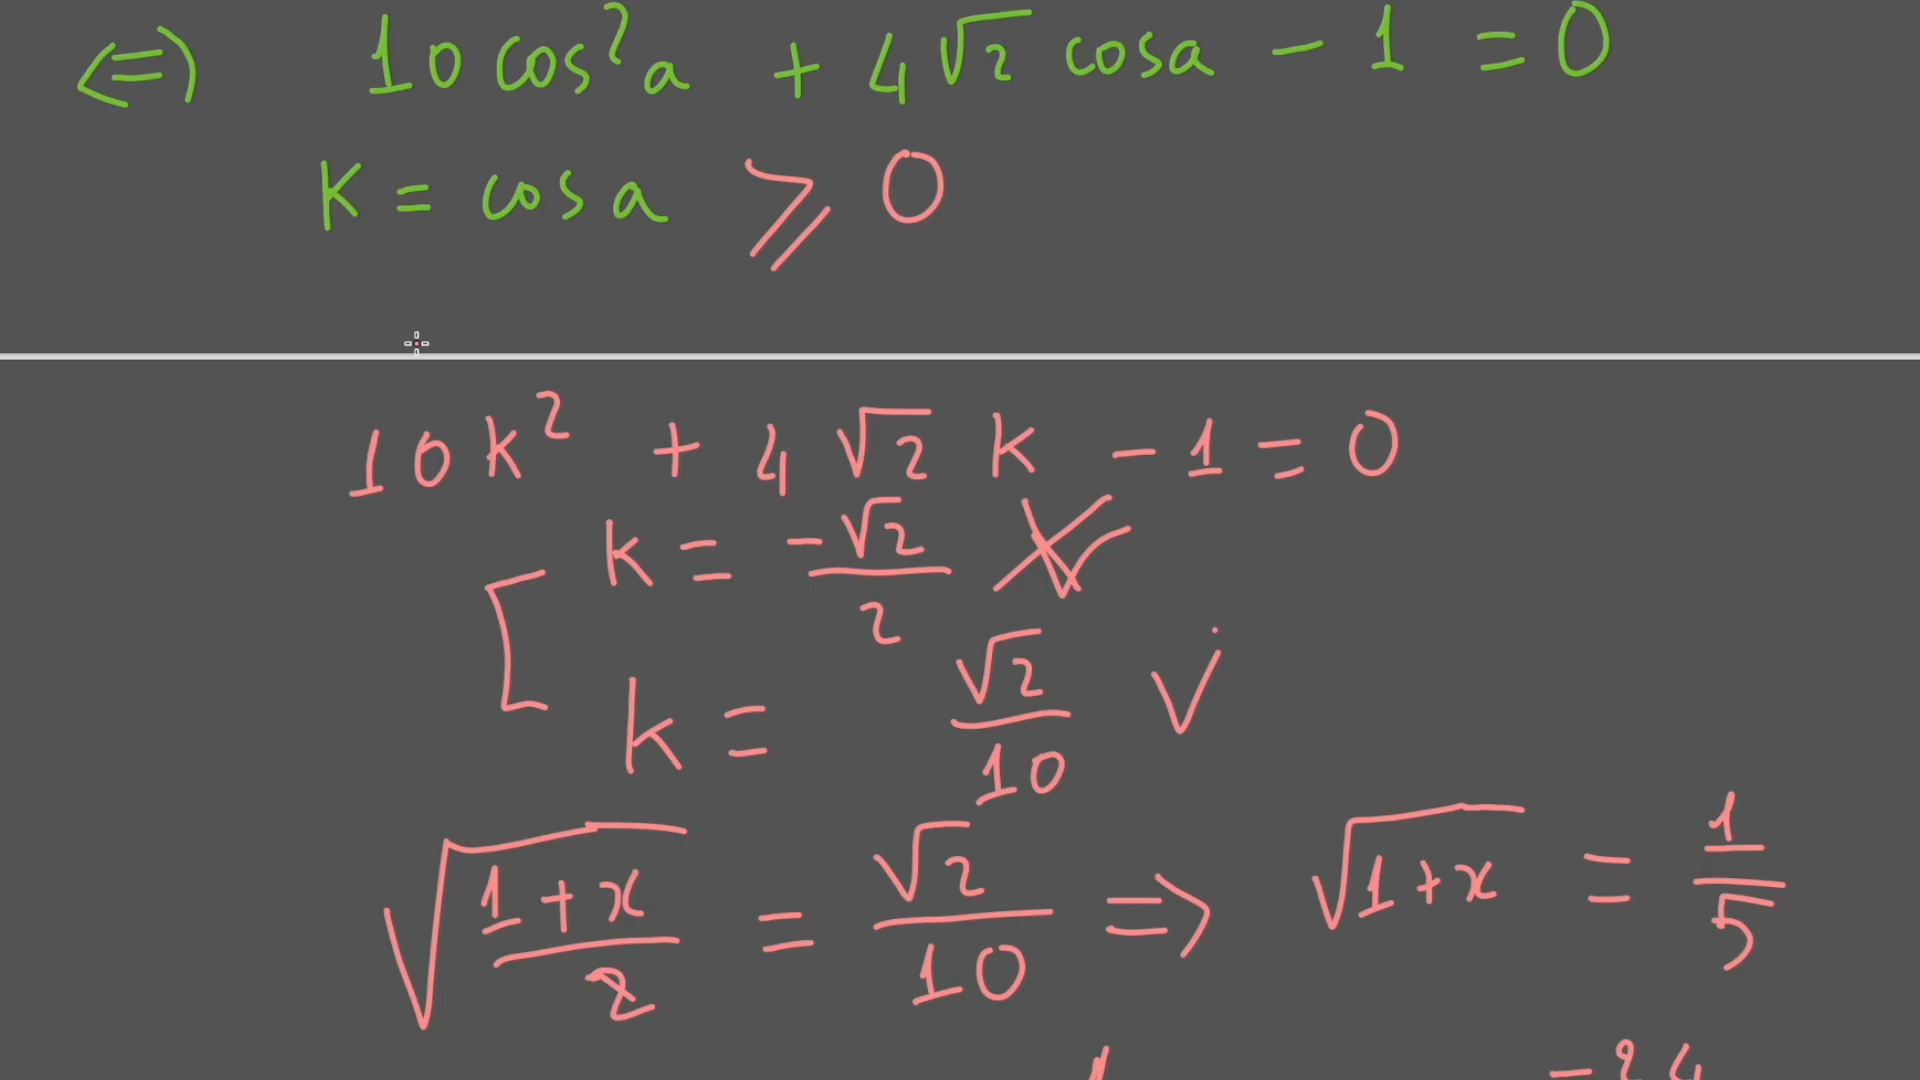 ⇔ 10 cos²a + 4√2 cosa − 1 = 0
K = cos a ⩾ 0
10K² + 4√2 K − 1 = 0
[ K = −√2/2
K = √2/10 √
√((1+x)/2) = √2/10 ⇒ √(1+x) = 1/5